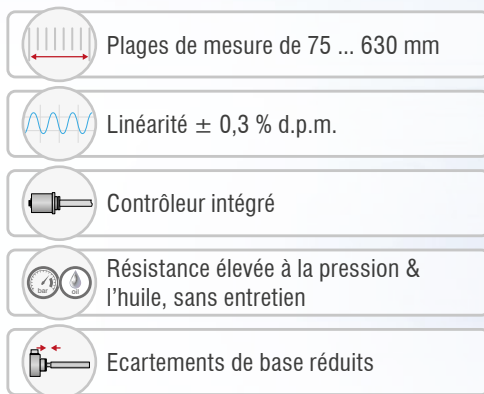 Plages de mesure de 75 ... 630 mm
Linéarité ± 0,3 % d.p.m.
Contrôleur intégré
bar
oil
Résistance élevée à la pression &
l'huile, sans entretien
Ecartements de base réduits